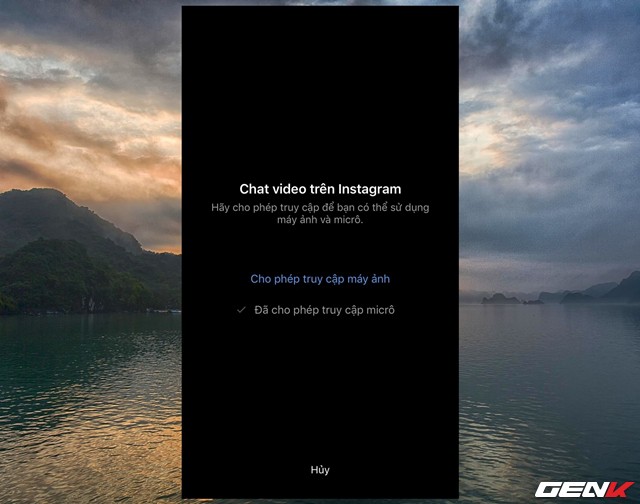 Chat video trên Instagram
Hãy cho phép truy cập để bạn có thể sử dụng
máy ảnh và micrô.
Cho phép truy cập máy ảnh
Đã cho phép truy cập micrô
Hủy
GENK